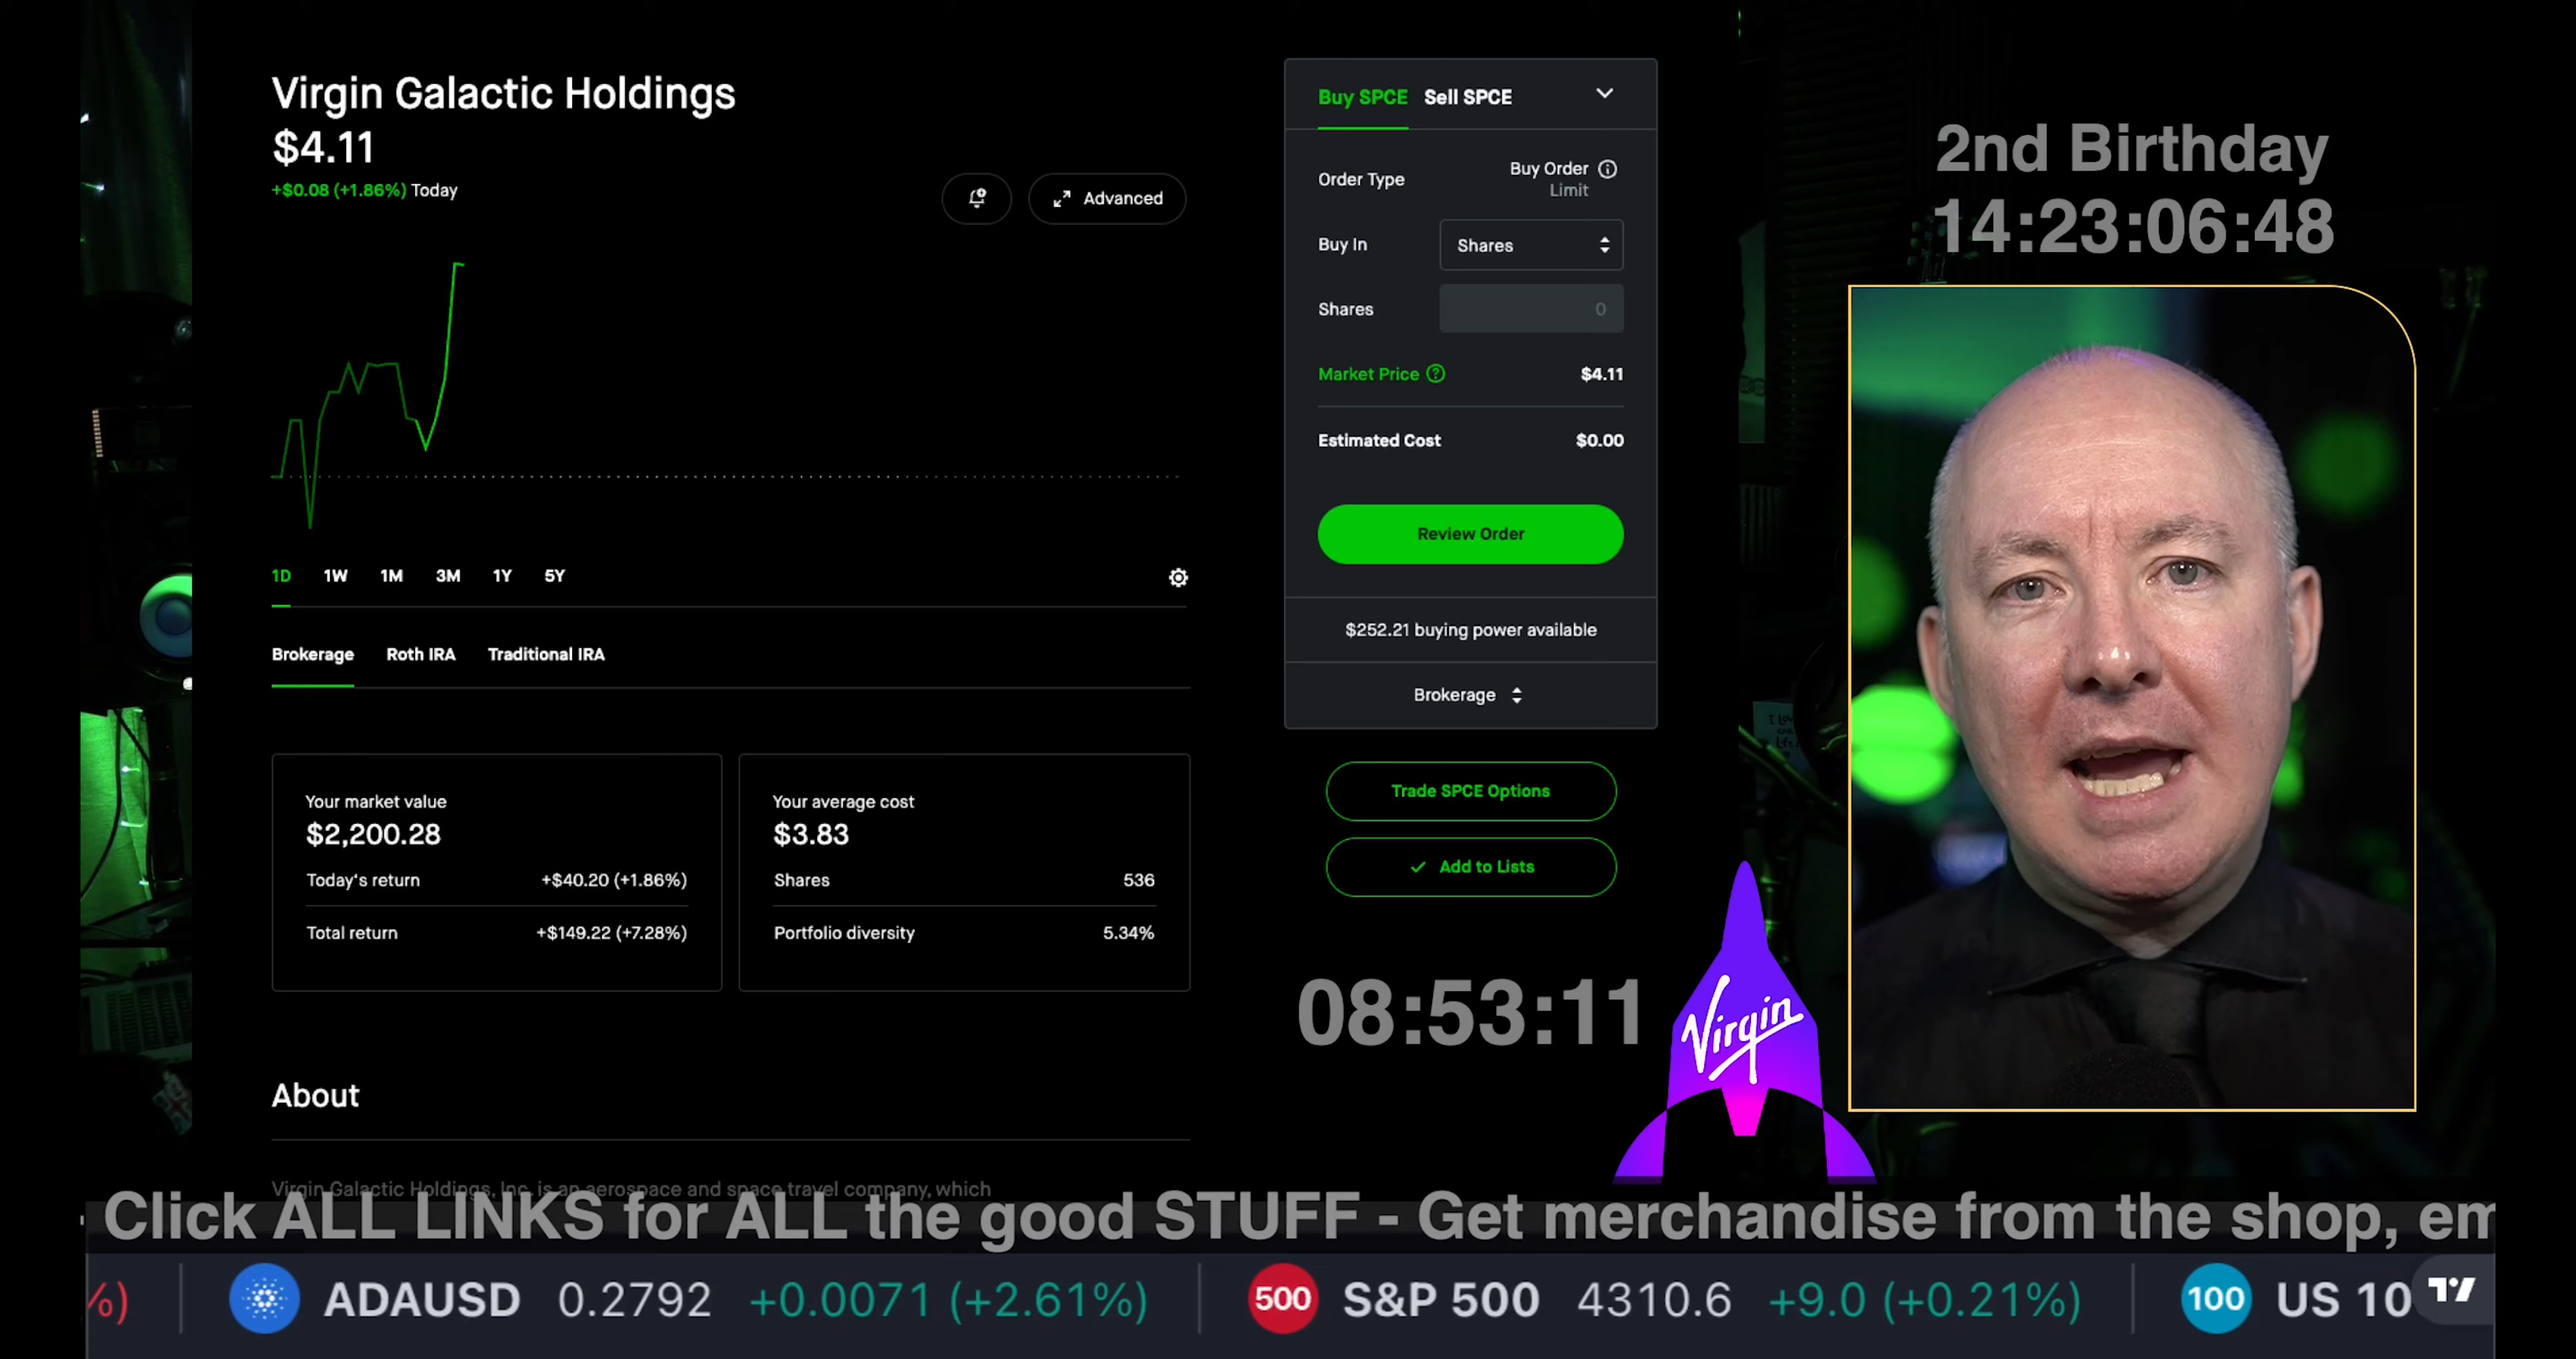 Virgin Galactic Holdings
$4.11
+$0.08 (+1.86%) Today
Advanced
1D 1W 1M 3M 1Y 5Y
Brokerage Roth IRA Traditional IRA
Your market value
$2,200.28
Today's return +$40.20 (+1.86%)
Total return +$149.22 (+7.28%)
Your average cost
$3.83
Shares 536
Portfolio diversity 5.34%
About
Virgin Galactic Holdings, Inc. is an aerospace and space travel company, which
Buy SPCE Sell SPCE
Order Type Buy Order
Limit
Buy In Shares
Shares 0
Market Price $4.11
Estimated Cost $0.00
Review Order
$252.21 buying power available
Brokerage
Trade SPCE Options
Add to Lists
08:53:11
Virgin
2nd Birthday
14:23:06:48
Click ALL LINKS for ALL the good STUFF - Get merchandise from the shop, em
%) ADAUSD 0.2792 +0.0071 (+2.61%) 500 S&P 500 4310.6 +9.0 (+0.21%) 100 US 10